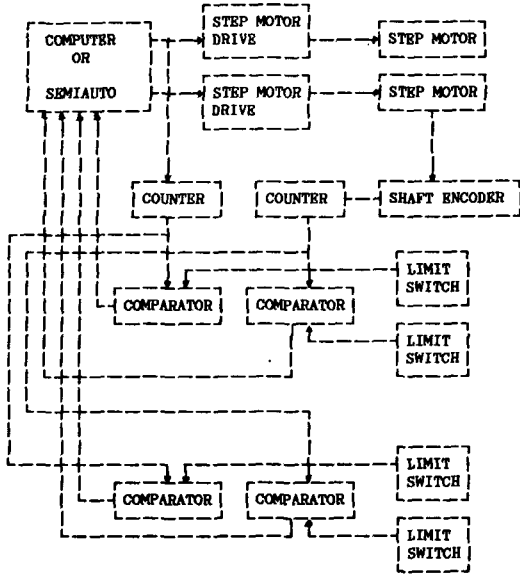 COMPUTER
OR
SEMIAUTO
STEP MOTOR
DRIVE
STEP MOTOR
STEP MOTOR
DRIVE
STEP MOTOR
COUNTER
COUNTER
SHAFT ENCODER
LIMIT
SWITCH
COMPARATOR
COMPARATOR
LIMIT
SWITCH
LIMIT
SWITCH
COMPARATOR
COMPARATOR
LIMIT
SWITCH